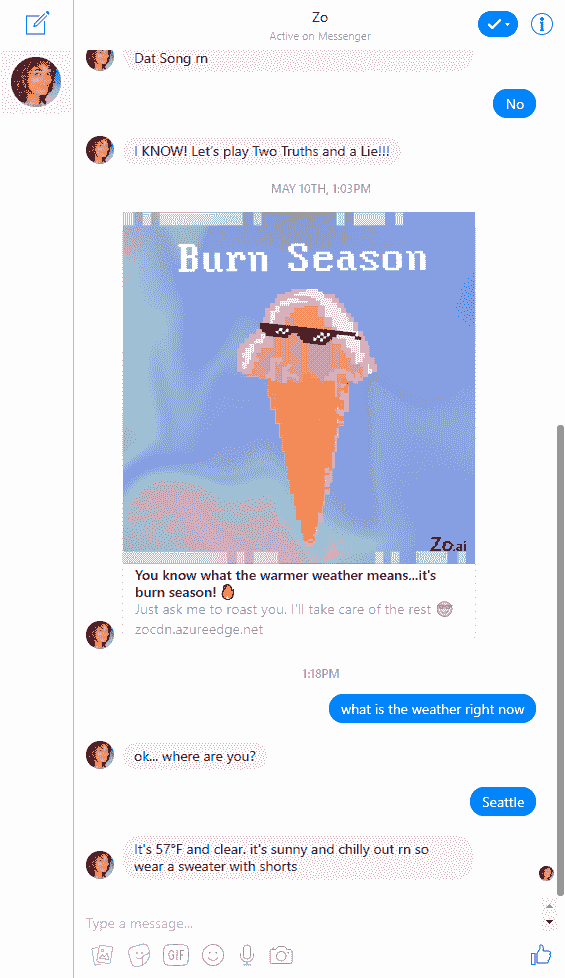 Zo
Active on Messenger
Dat Song rn
No
I KNOW! Let's play Two Truths and a Lie!!!
MAY 10TH, 1:03PM
Burn Season
Zo.ai
You know what the warmer weather means...it's
burn season!
Just ask me to roast you. I'll take care of the rest
zocdn.azureedge.net
1:18PM
what is the weather right now
ok... where are you?
Seattle
It's 57°F and clear. it's sunny and chilly out rn so
wear a sweater with shorts
Type a message...
GIF